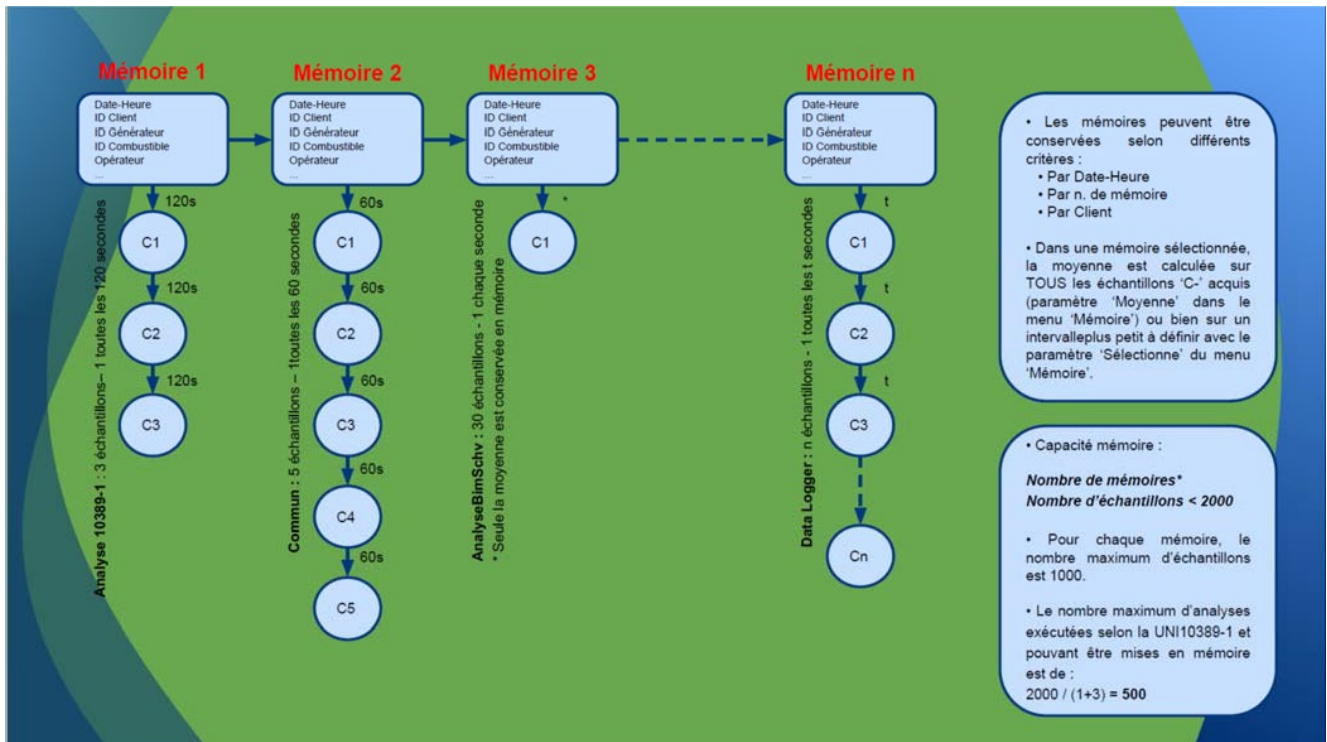 Mémoire 1
Date-Heure
ID Client
ID Générateur
ID Combustible
Opérateur
...
120s
C1
120s
C2
120s
C3
Analyse 10389-1 : 3 échantillons– 1 toutes les 120 secondes
Mémoire 2
Date-Heure
ID Client
ID Générateur
ID Combustible
Opérateur
...
60s
C1
60s
C2
60s
C3
60s
C4
60s
C5
Commun : 5 échantillons – 1toutes les 60 secondes
Mémoire 3
Date-Heure
ID Client
ID Générateur
ID Combustible
Opérateur
...
*
C1
AnalyseBimSchv : 30 échantillons - 1 chaque seconde
* Seule la moyenne est conservée en mémoire
Mémoire n
Date-Heure
ID Client
ID Générateur
ID Combustible
Opérateur
...
t
C1
t
C2
t
C3
Cn
Data Logger : n échantillons - 1 toutes les t secondes
• Les mémoires peuvent être
conservées selon différents
critères :
• Par Date-Heure
• Par n. de mémoire
• Par Client
• Dans une mémoire sélectionnée,
la moyenne est calculée sur
TOUS les échantillons ‘C-’ acquis
(paramètre ‘Moyenne’ dans le
menu ‘Mémoire’) ou bien sur un
intervalleplus petit à définir avec le
paramètre ‘Sélectionne’ du menu
‘Mémoire’.
• Capacité mémoire :
Nombre de mémoires*
Nombre d’échantillons < 2000
• Pour chaque mémoire, le
nombre maximum d’échantillons
est 1000.
• Le nombre maximum d’analyses
exécutées selon la UNI10389-1 et
pouvant être mises en mémoire
est de :
2000 / (1+3) = 500